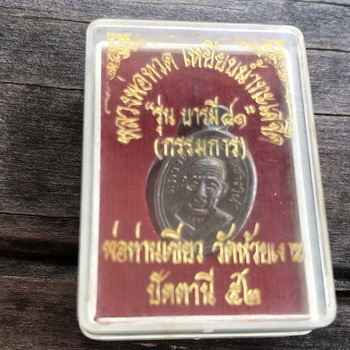 หลวงพ่อทวด เหยียบน้ำทะเลจืด
รุ่น บารมี๘๑
(กรรมการ)
พ่อท่านเขียว วัดห้วยเงาะ
ปัตตานี ๕๒